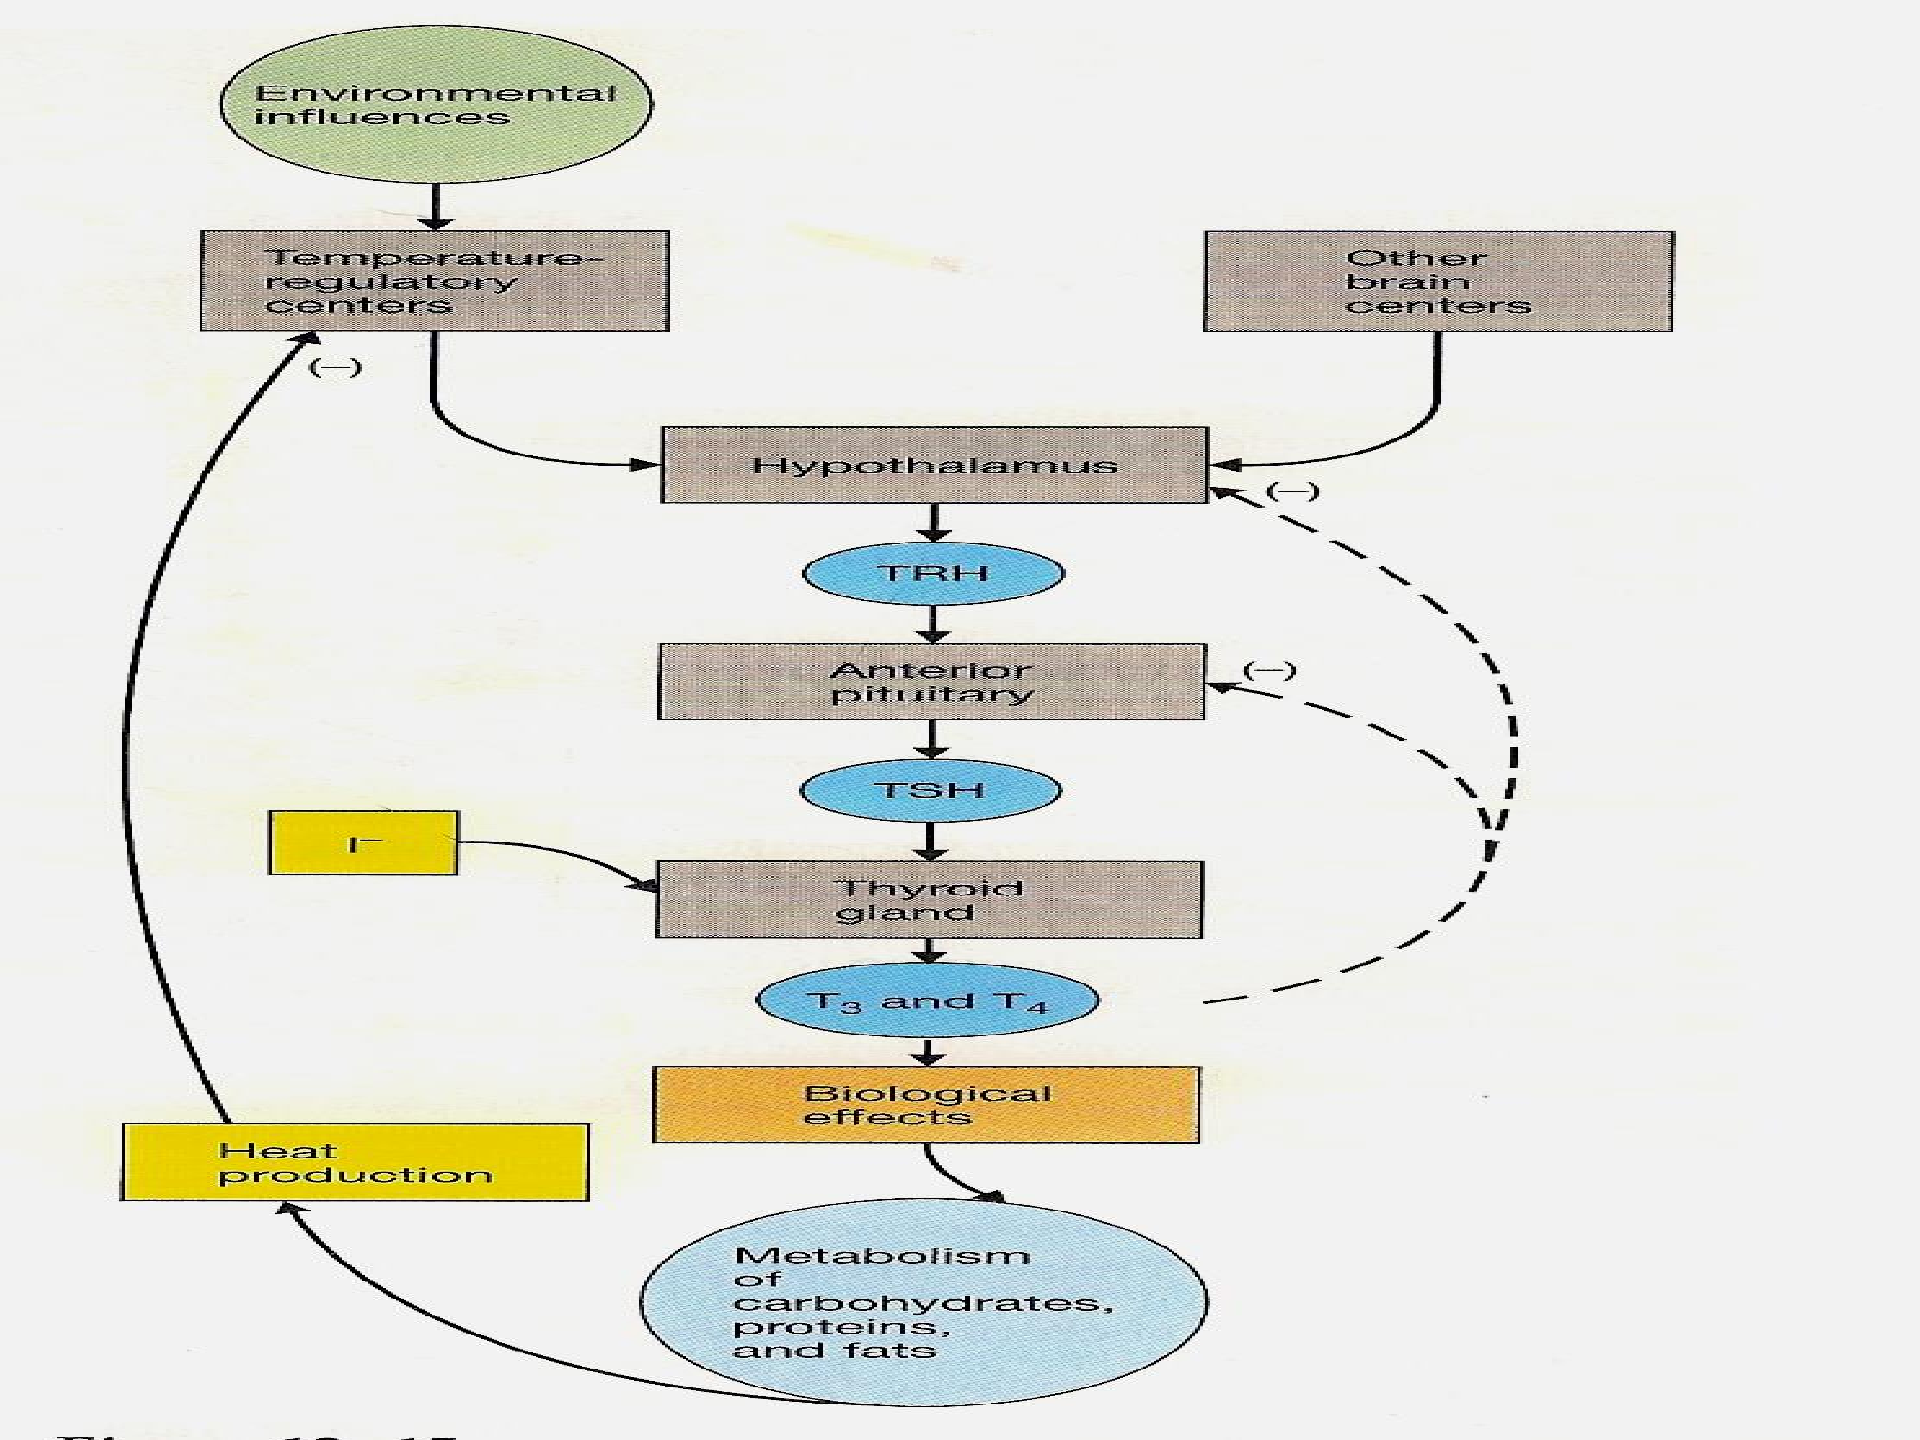 Environmental
influences
Temperature-
regulatory
centers
Other
brain
centers
(−)
Hypothalamus
(−)
TRH
Anterior
pituitary
(−)
TSH
I−
Thyroid
gland
T3 and T4
Biological
effects
Heat
production
Metabolism
of
carbohydrates,
proteins,
and fats